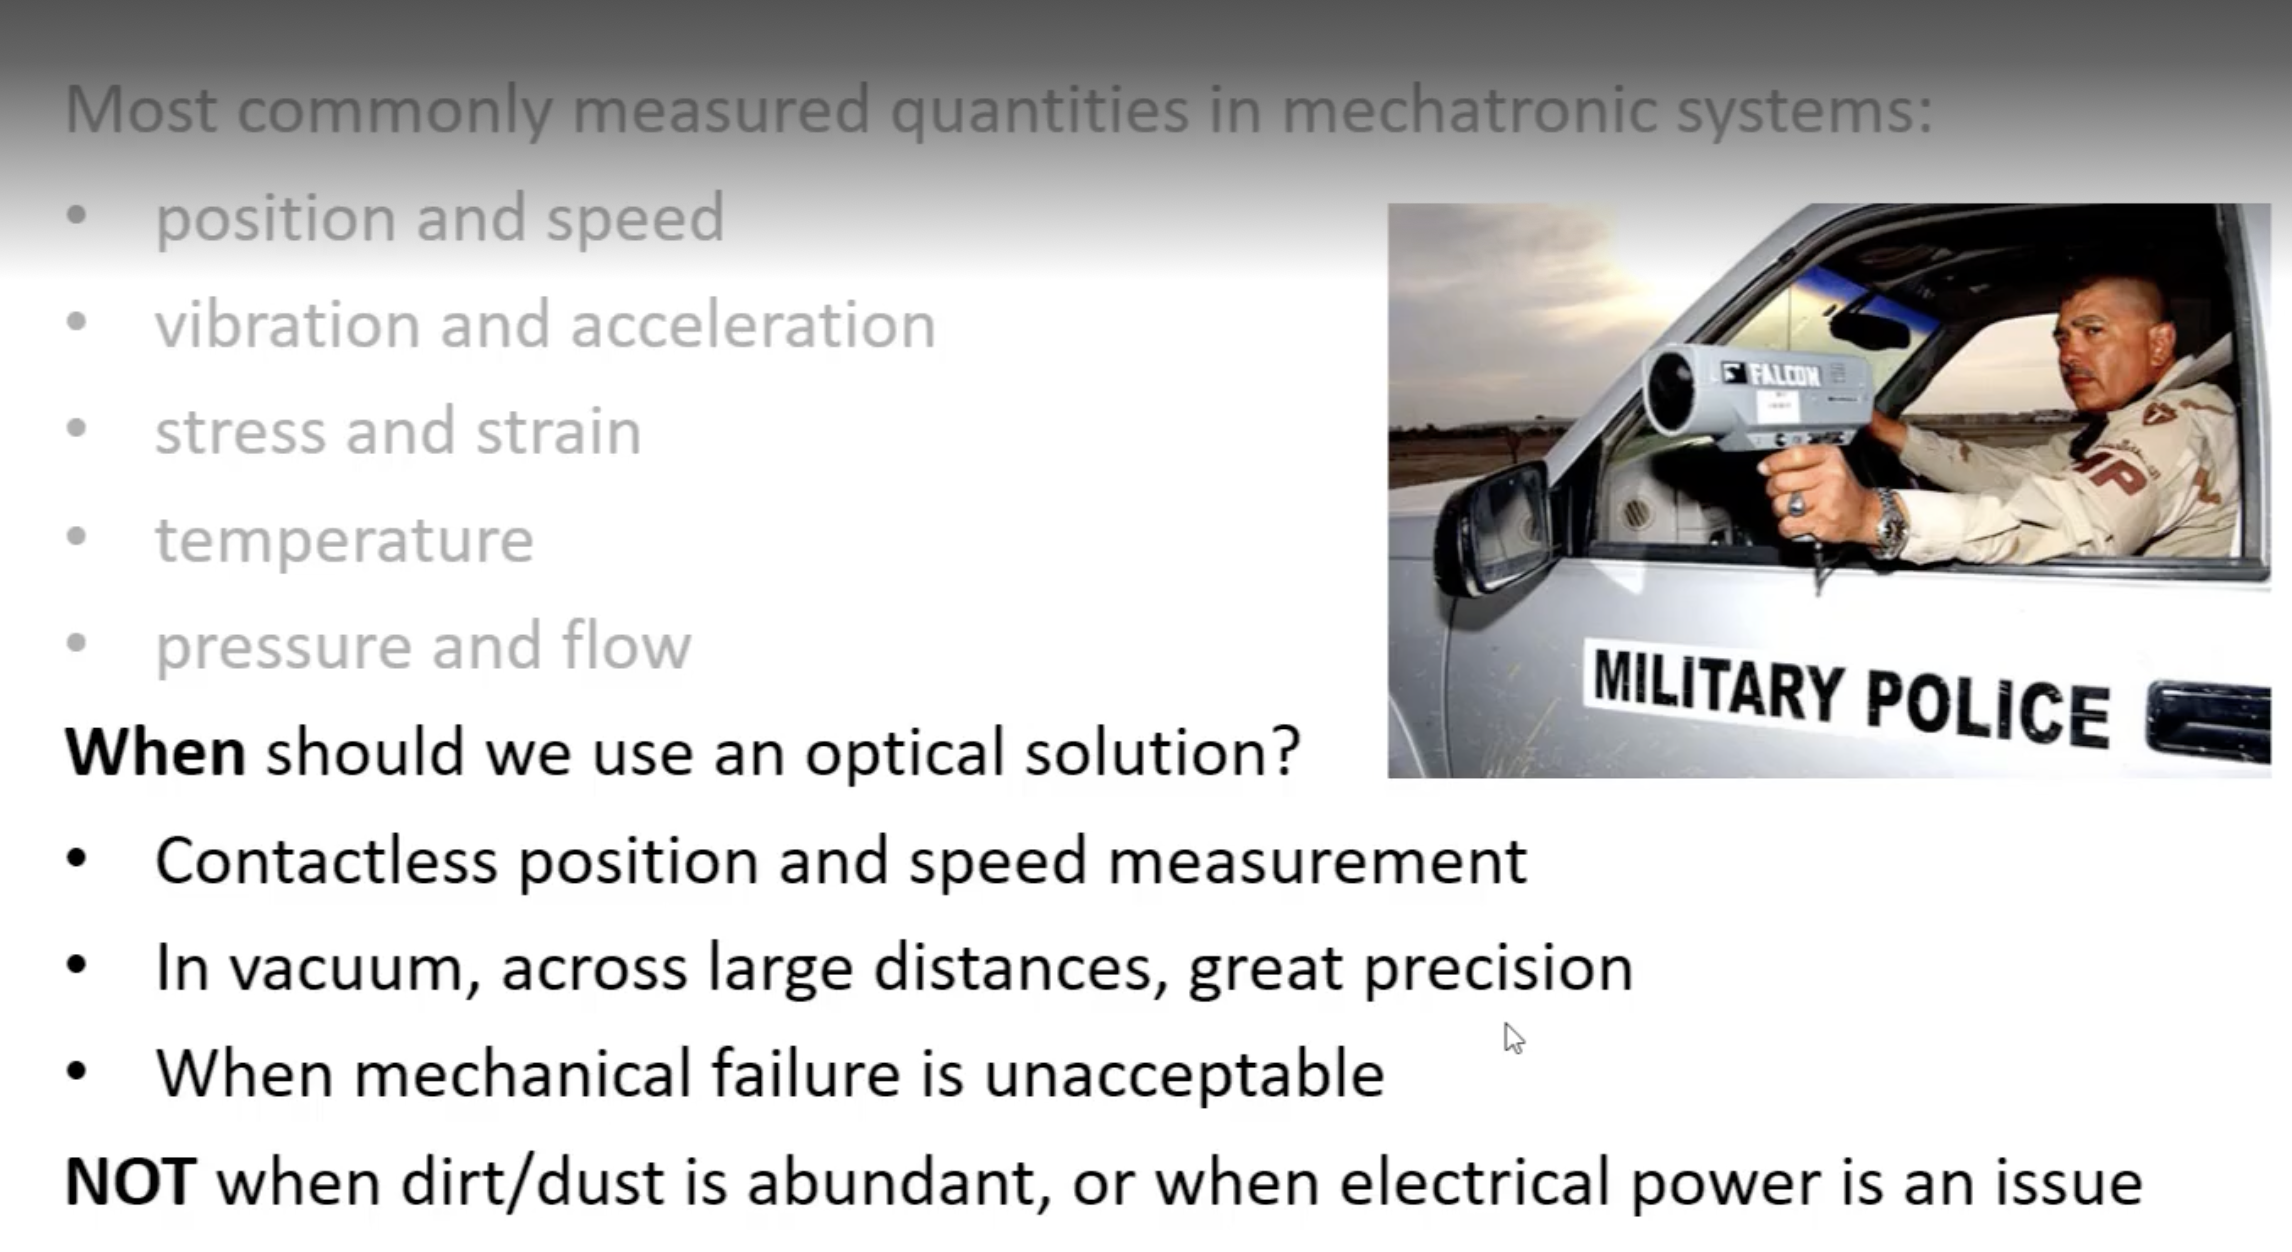 Most commonly measured quantities in mechatronic systems:
• position and speed
• vibration and acceleration
• stress and strain
• temperature
• pressure and flow
FALCON
MP
MILITARY POLICE
When should we use an optical solution?
• Contactless position and speed measurement
• In vacuum, across large distances, great precision
• When mechanical failure is unacceptable
NOT when dirt/dust is abundant, or when electrical power is an issue